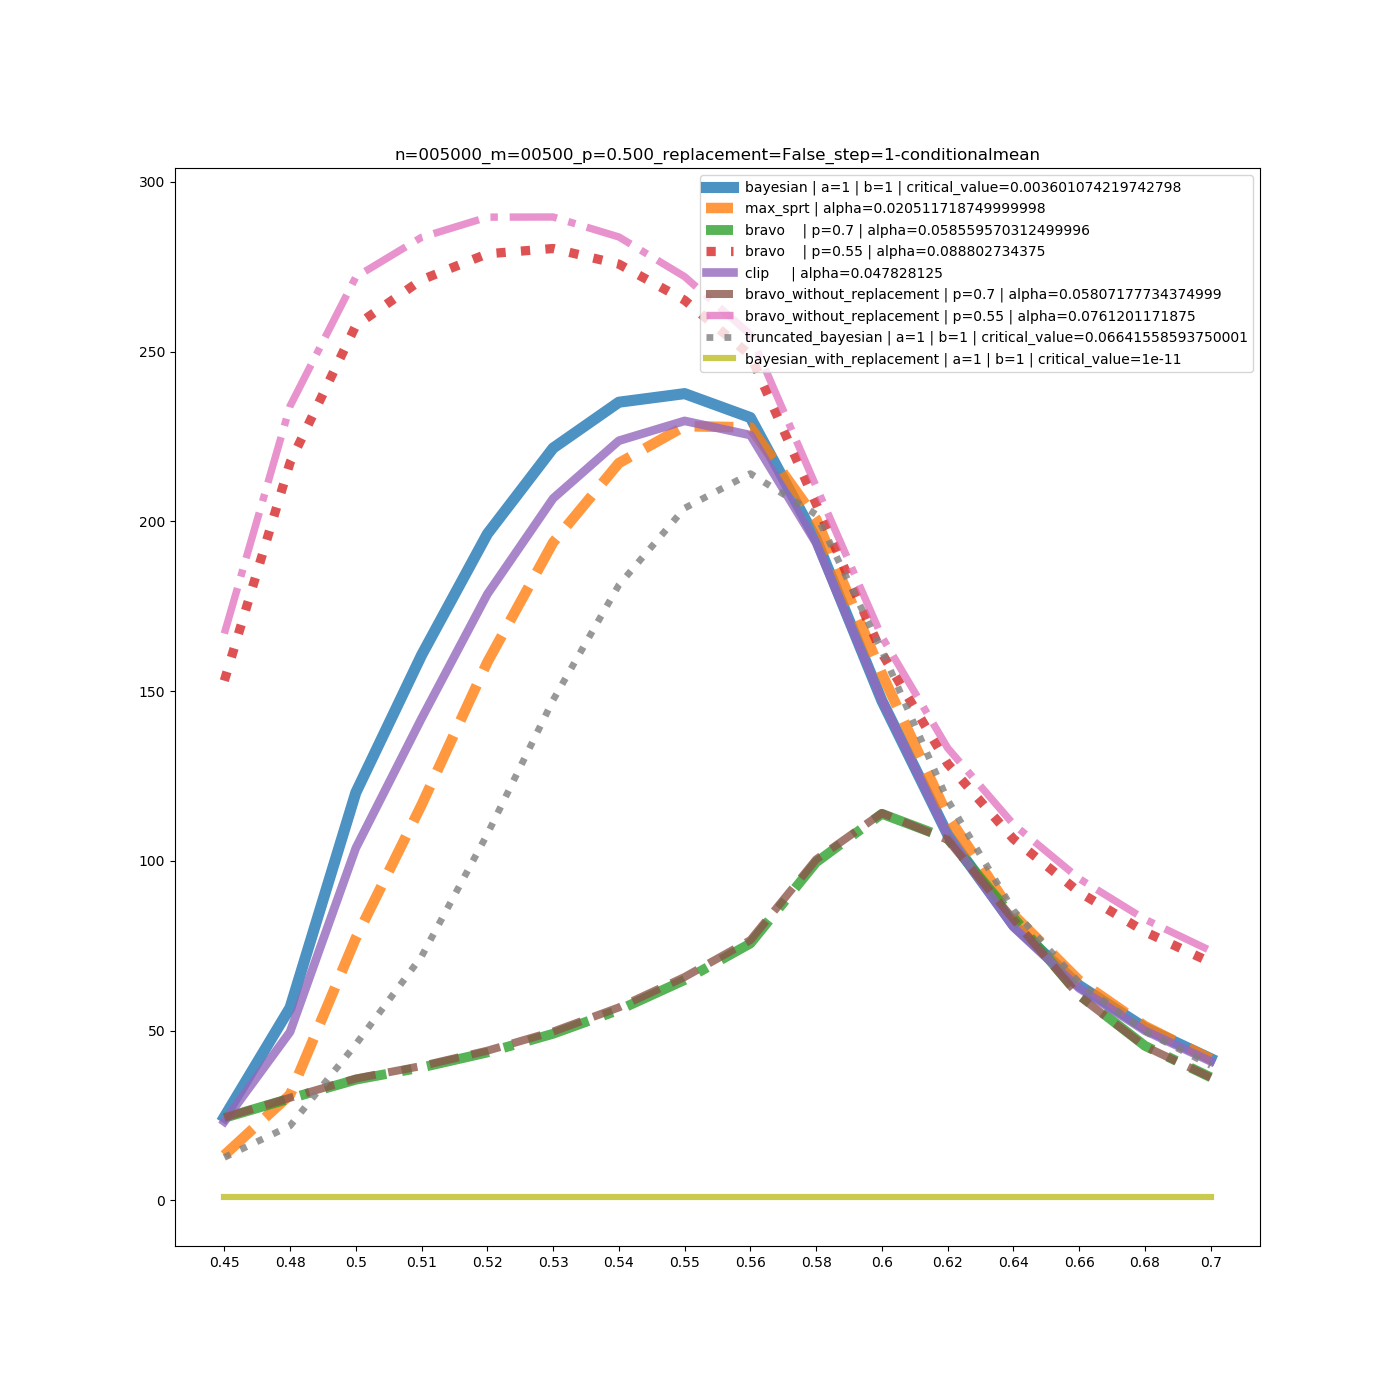 n=005000_m=00500_p=0.500_replacement=False_step=1-conditionalmean
300
250
200
150
100
50
0
bayesian | a=1 | b=1 | critical_value=0.003601074219742798
max_sprt | alpha=0.020511718749999998
bravo    | p=0.7 | alpha=0.058559570312499996
bravo    | p=0.55 | alpha=0.088802734375
clip     | alpha=0.047828125
bravo_without_replacement | p=0.7 | alpha=0.05807177734374999
bravo_without_replacement | p=0.55 | alpha=0.0761201171875
truncated_bayesian | a=1 | b=1 | critical_value=0.06641558593750001
bayesian_with_replacement | a=1 | b=1 | critical_value=1e-11
0.45 0.48 0.5 0.51 0.52 0.53 0.54 0.55 0.56 0.58 0.6 0.62 0.64 0.66 0.68 0.7